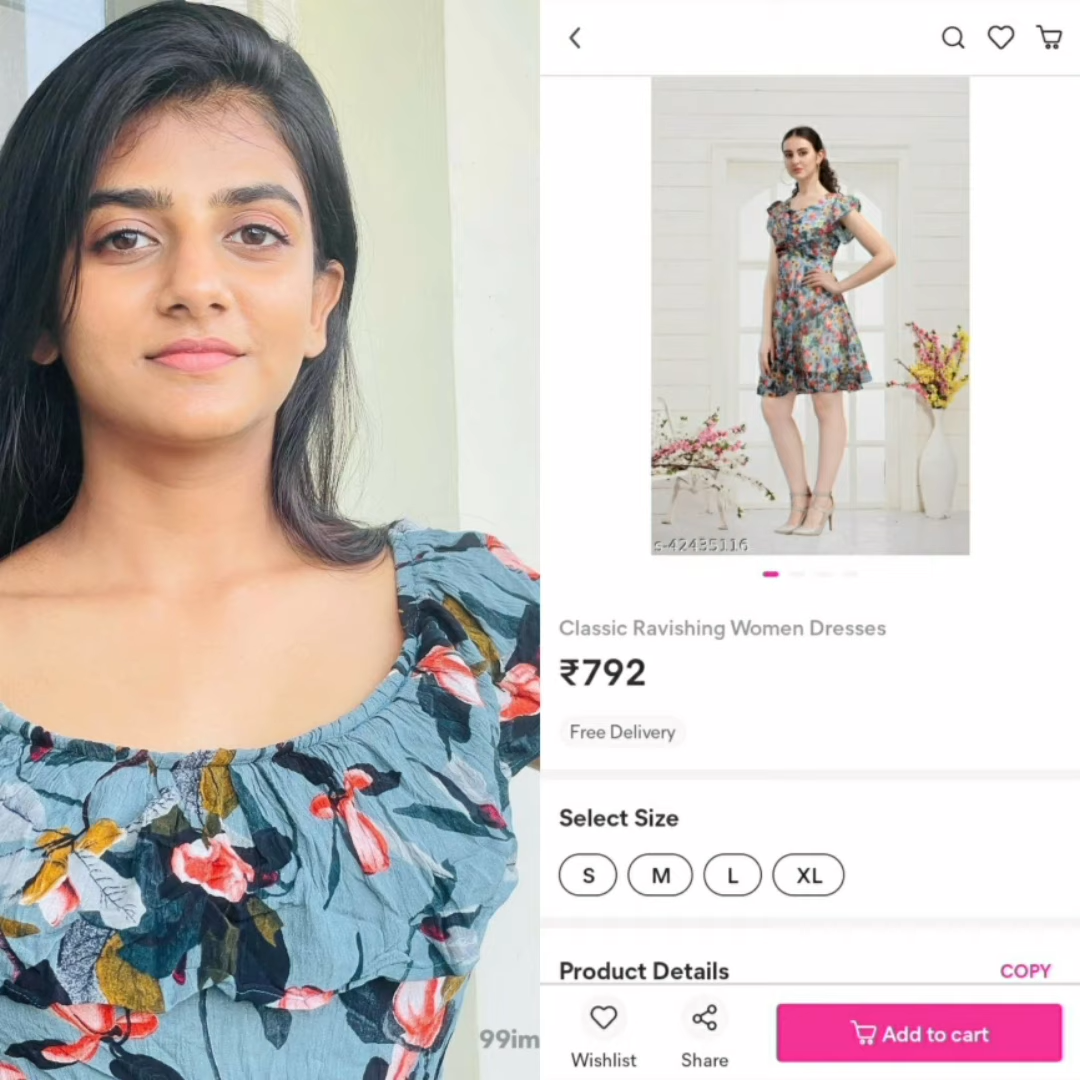 s-42435116
Classic Ravishing Women Dresses
₹792
Free Delivery
Select Size
S M L XL
Product Details COPY
99im
Wishlist Share Add to cart